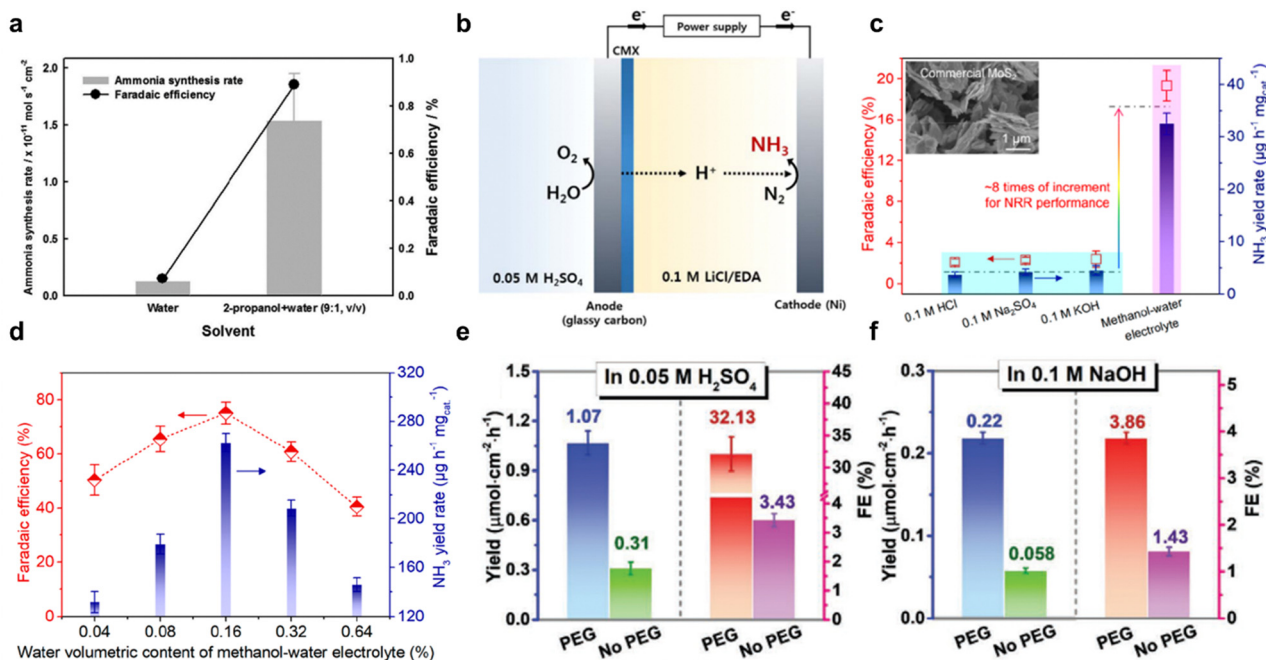 a
Ammonia synthesis rate / x 10⁻¹¹ mol s⁻¹ cm⁻²
2.0
1.5
1.0
0.5
0.0
Ammonia synthesis rate
Faradaic efficiency
1.0
0.8
0.6
0.4
0.2
0.0
Faradaic efficiency / %
Water
2-propanol+water (9:1, v/v)
Solvent
b
e⁻
Power supply
e⁻
CMX
O₂
H₂O
H⁺
NH₃
N₂
0.05 M H₂SO₄
0.1 M LiCl/EDA
Anode
(glassy carbon)
Cathode (Ni)
c
Faradaic efficiency (%)
20
16
12
8
4
0
Commercial MoS₂
1 μm
~8 times of increment
for NRR performance
40
30
20
10
0
NH₃ yield rate (μg h⁻¹ mg_cat.⁻¹)
0.1 M HCl
0.1 M Na₂SO₄
0.1 M KOH
Methanol-water
electrolyte
d
Faradaic efficiency (%)
80
60
40
20
0
320
280
240
200
160
120
NH₃ yield rate (μg h⁻¹ mg_cat.⁻¹)
0.04
0.08
0.16
0.32
0.64
Water volumetric content of methanol-water electrolyte (%)
e
In 0.05 M H₂SO₄
Yield (μmol·cm⁻²·h⁻¹)
1.5
1.2
0.9
0.6
0.3
0.0
1.07
0.31
32.13
3.43
45
40
35
32
4
3
2
1
0
FE (%)
PEG
No PEG
PEG
No PEG
f
In 0.1 M NaOH
Yield (μmol·cm⁻²·h⁻¹)
0.3
0.2
0.1
0.0
0.22
0.058
3.86
1.43
5
4
3
2
1
0
FE (%)
PEG
No PEG
PEG
No PEG